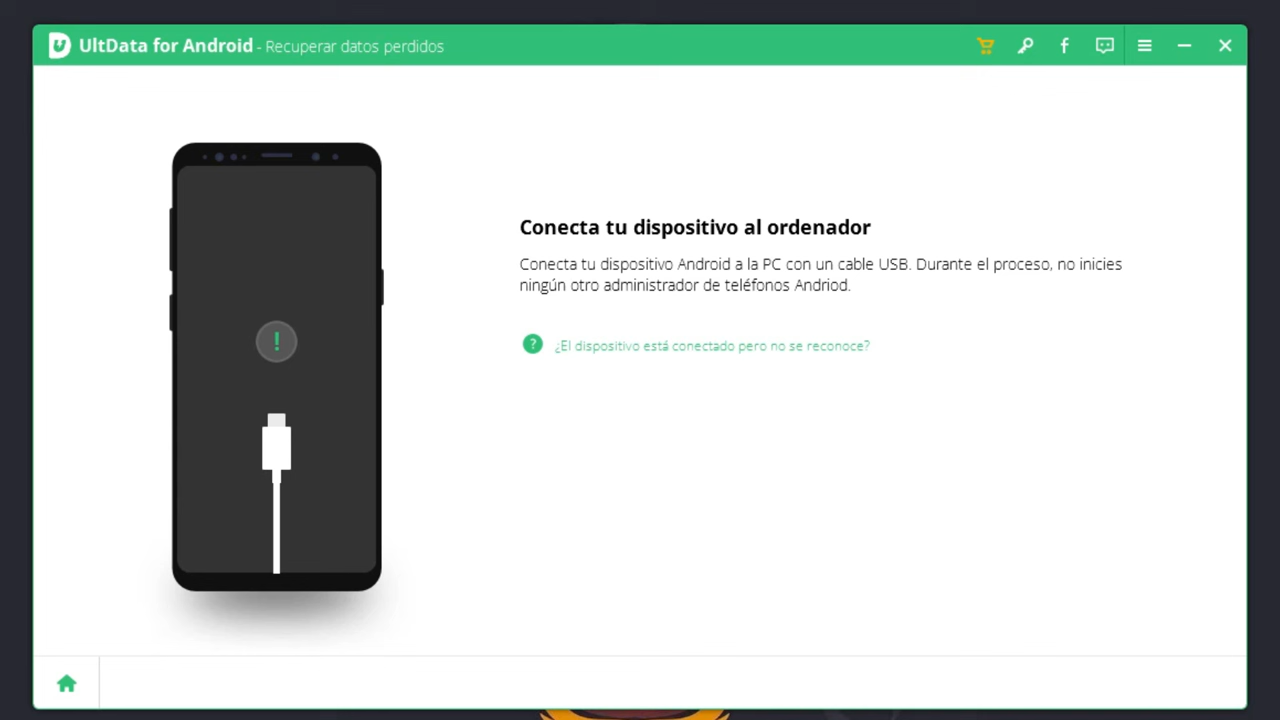 UltData for Android - Recuperar datos perdidos
Conecta tu dispositivo al ordenador
Conecta tu dispositivo Android a la PC con un cable USB. Durante el proceso, no inicies
ningún otro administrador de teléfonos Andriod.
¿El dispositivo está conectado pero no se reconoce?